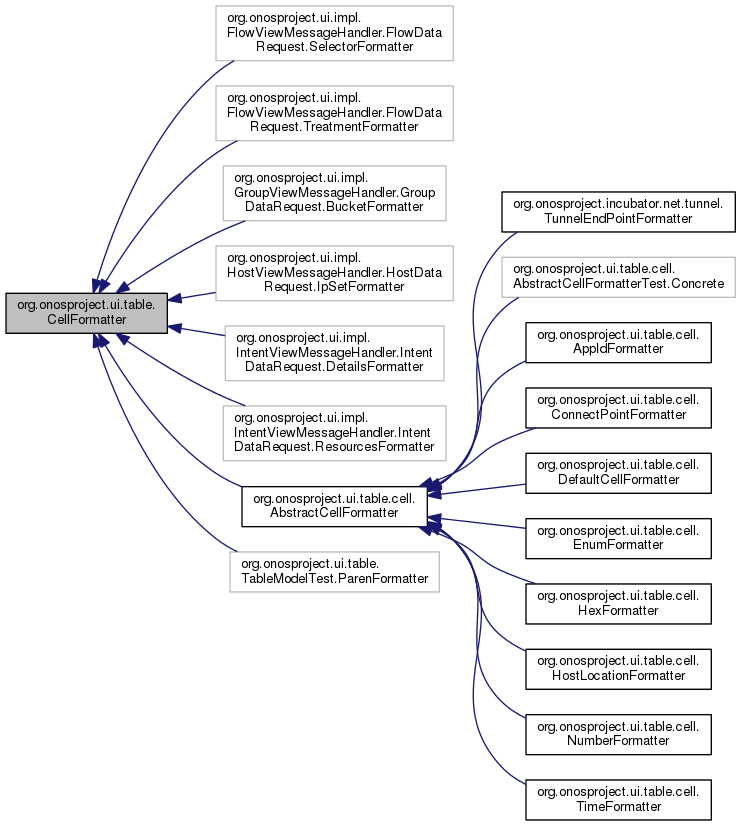 org.onosproject.ui.impl.
FlowViewMessageHandler.FlowData
Request.SelectorFormatter
org.onosproject.ui.impl.
FlowViewMessageHandler.FlowData
Request.TreatmentFormatter
org.onosproject.ui.impl.
GroupViewMessageHandler.Group
DataRequest.BucketFormatter
org.onosproject.ui.impl.
HostViewMessageHandler.HostData
Request.IpSetFormatter
org.onosproject.ui.table.
CellFormatter
org.onosproject.ui.impl.
IntentViewMessageHandler.Intent
DataRequest.DetailsFormatter
org.onosproject.ui.impl.
IntentViewMessageHandler.Intent
DataRequest.ResourcesFormatter
org.onosproject.ui.table.cell.
AbstractCellFormatter
org.onosproject.ui.table.
TableModelTest.ParenFormatter
org.onosproject.incubator.net.tunnel.
TunnelEndPointFormatter
org.onosproject.ui.table.cell.
AbstractCellFormatterTest.Concrete
org.onosproject.ui.table.cell.
AppIdFormatter
org.onosproject.ui.table.cell.
ConnectPointFormatter
org.onosproject.ui.table.cell.
DefaultCellFormatter
org.onosproject.ui.table.cell.
EnumFormatter
org.onosproject.ui.table.cell.
HexFormatter
org.onosproject.ui.table.cell.
HostLocationFormatter
org.onosproject.ui.table.cell.
NumberFormatter
org.onosproject.ui.table.cell.
TimeFormatter